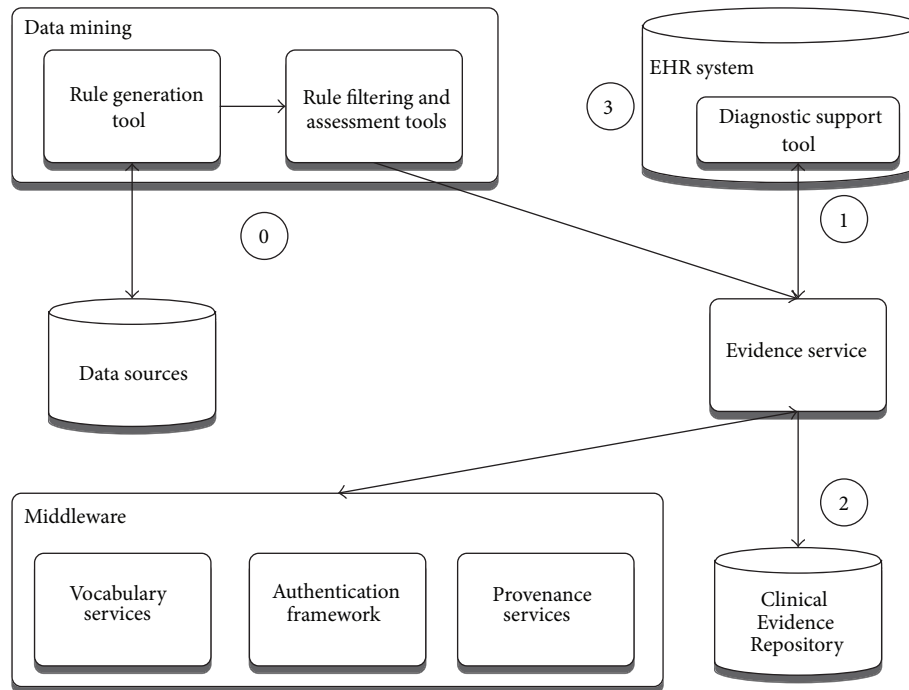 Data mining
Rule generation
tool
Rule filtering and
assessment tools
EHR system
3
Diagnostic support
tool
0
1
Data sources
Evidence service
2
Middleware
Vocabulary
services
Authentication
framework
Provenance
services
Clinical
Evidence
Repository